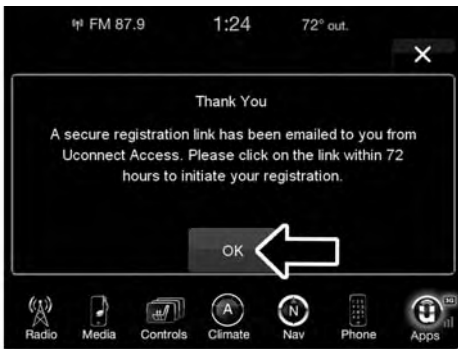 FM 87.9 1:24 72° out.
X
Thank You
A secure registration link has been emailed to you from
Uconnect Access. Please click on the link within 72
hours to initiate your registration.
OK
A N 3G
Radio Media Controls Climate Nav Phone Apps